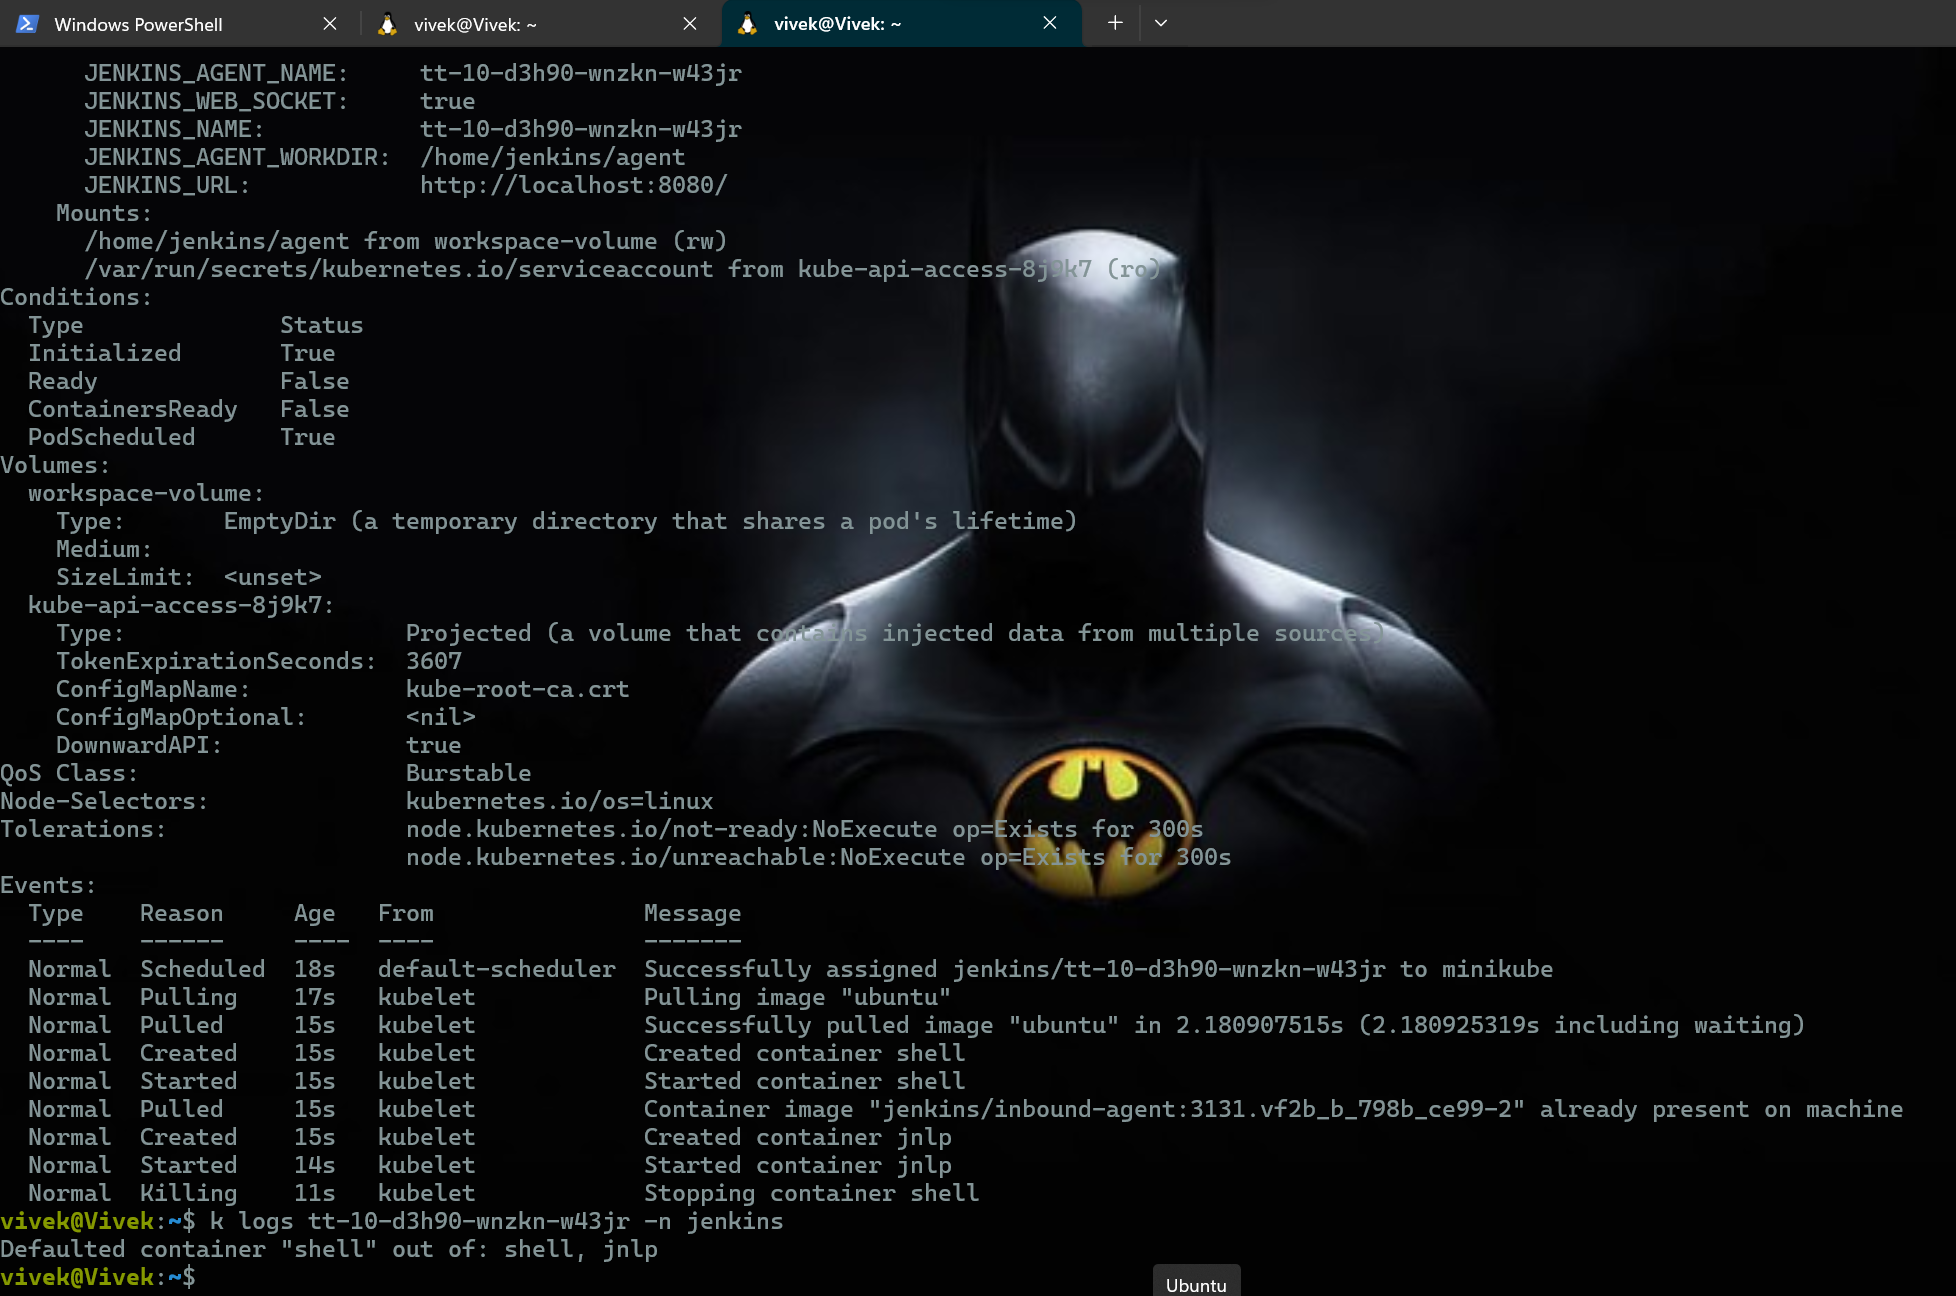 Windows PowerShell
vivek@Vivek: ~
vivek@Vivek: ~
JENKINS_AGENT_NAME: tt-10-d3h90-wnzkn-w43jr
JENKINS_WEB_SOCKET: true
JENKINS_NAME: tt-10-d3h90-wnzkn-w43jr
JENKINS_AGENT_WORKDIR: /home/jenkins/agent
JENKINS_URL: http://localhost:8080/
Mounts:
/home/jenkins/agent from workspace-volume (rw)
/var/run/secrets/kubernetes.io/serviceaccount from kube-api-access-8j9k7 (ro)
Conditions:
Type Status
Initialized True
Ready False
ContainersReady False
PodScheduled True
Volumes:
workspace-volume:
Type: EmptyDir (a temporary directory that shares a pod's lifetime)
Medium:
SizeLimit: <unset>
kube-api-access-8j9k7:
Type: Projected (a volume that contains injected data from multiple sources)
TokenExpirationSeconds: 3607
ConfigMapName: kube-root-ca.crt
ConfigMapOptional: <nil>
DownwardAPI: true
QoS Class: Burstable
Node-Selectors: kubernetes.io/os=linux
Tolerations: node.kubernetes.io/not-ready:NoExecute op=Exists for 300s
node.kubernetes.io/unreachable:NoExecute op=Exists for 300s
Events:
Type Reason Age From Message
---- ------ ---- ---- -------
Normal Scheduled 18s default-scheduler Successfully assigned jenkins/tt-10-d3h90-wnzkn-w43jr to minikube
Normal Pulling 17s kubelet Pulling image "ubuntu"
Normal Pulled 15s kubelet Successfully pulled image "ubuntu" in 2.180907515s (2.180925319s including waiting)
Normal Created 15s kubelet Created container shell
Normal Started 15s kubelet Started container shell
Normal Pulled 15s kubelet Container image "jenkins/inbound-agent:3131.vf2b_b_798b_ce99-2" already present on machine
Normal Created 15s kubelet Created container jnlp
Normal Started 14s kubelet Started container jnlp
Normal Killing 11s kubelet Stopping container shell
vivek@Vivek:~$ k logs tt-10-d3h90-wnzkn-w43jr -n jenkins
Defaulted container "shell" out of: shell, jnlp
vivek@Vivek:~$
Ubuntu